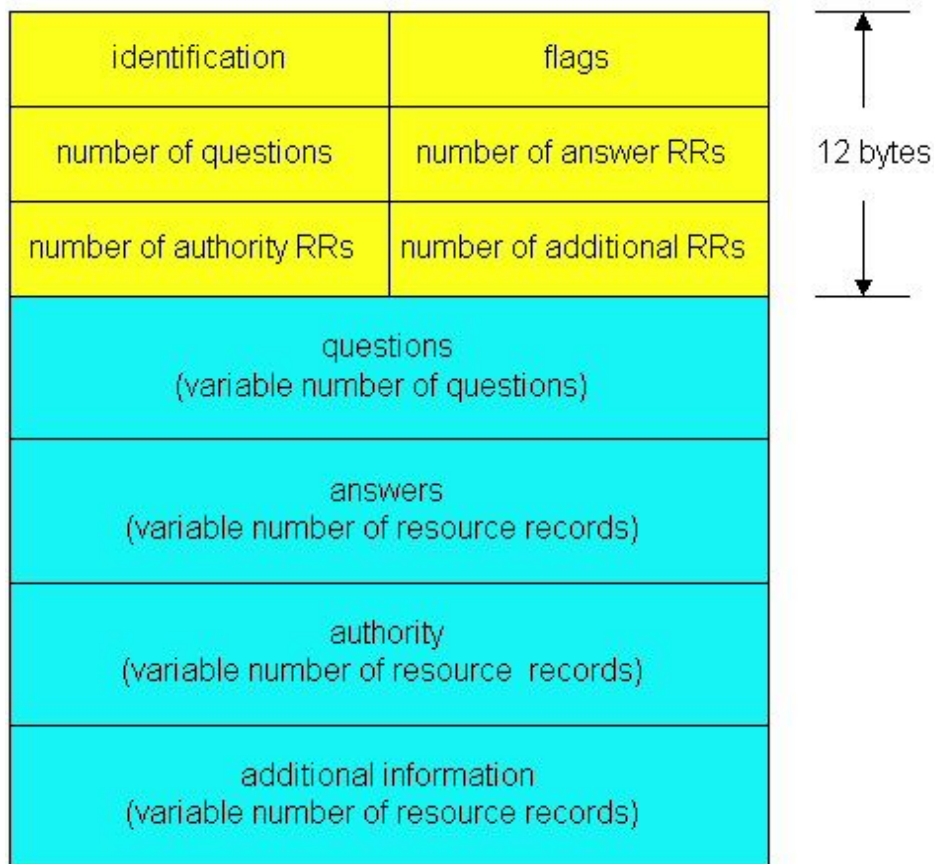 identification
flags
number of questions
number of answer RRs
12 bytes
number of authority RRs
number of additional RRs
questions
(variable number of questions)
answers
(variable number of resource records)
authority
(variable number of resource records)
additional information
(variable number of resource records)